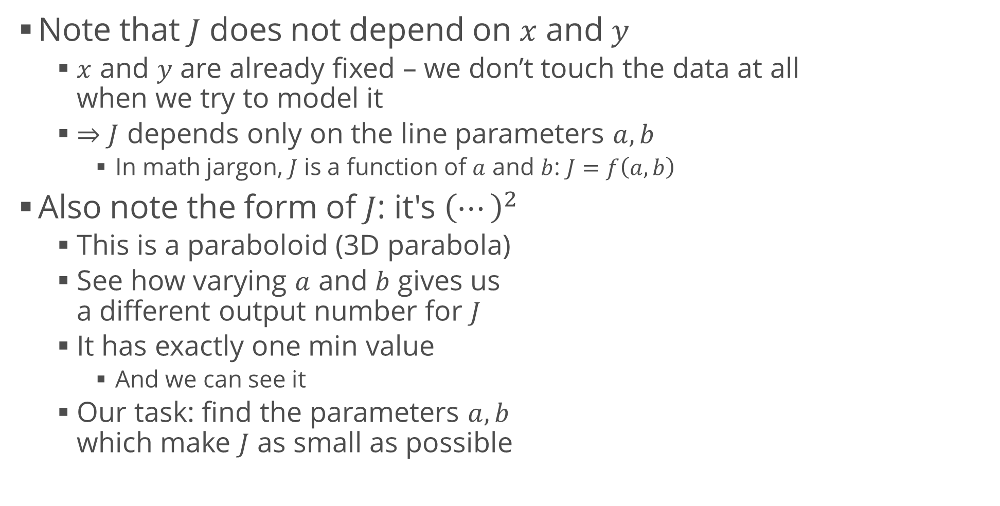 ▪ Note that J does not depend on x and y
▪ x and y are already fixed – we don’t touch the data at all
when we try to model it
▪ ⇒ J depends only on the line parameters a, b
▪ In math jargon, J is a function of a and b: J = f(a, b)
▪ Also note the form of J: it's (⋯)²
▪ This is a paraboloid (3D parabola)
▪ See how varying a and b gives us
a different output number for J
▪ It has exactly one min value
▪ And we can see it
▪ Our task: find the parameters a, b
which make J as small as possible